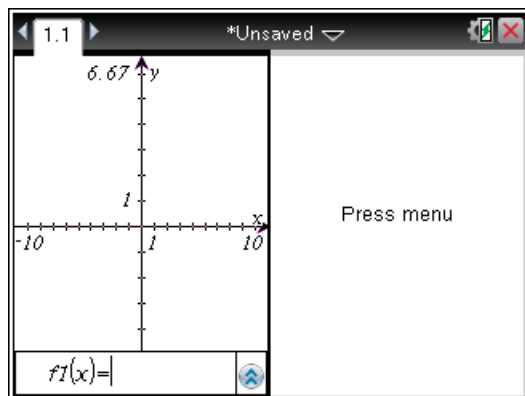 1.1 *Unsaved
6.67 y
1
x
-10 1 10
Press menu
f1(x)=